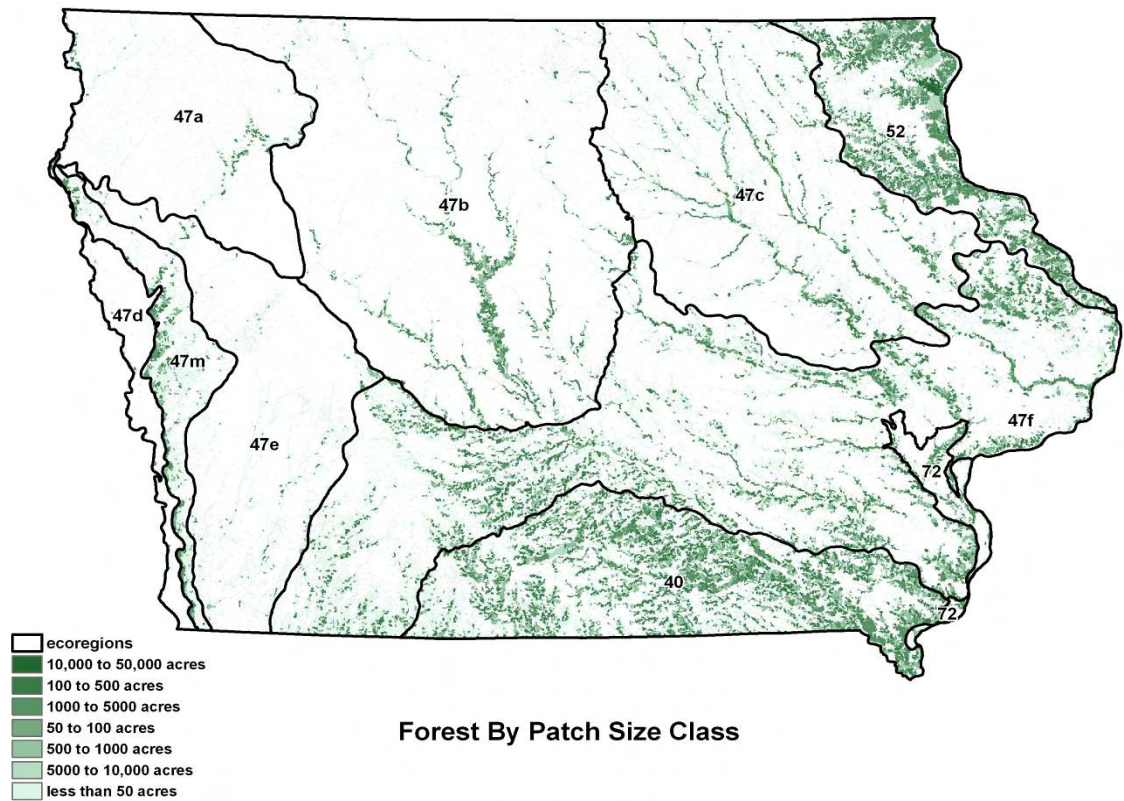 47a
52
47b
47c
47d
47m
47f
47e
72
40
72
ecoregions
10,000 to 50,000 acres
100 to 500 acres
1000 to 5000 acres
50 to 100 acres
500 to 1000 acres
5000 to 10,000 acres
less than 50 acres
Forest By Patch Size Class